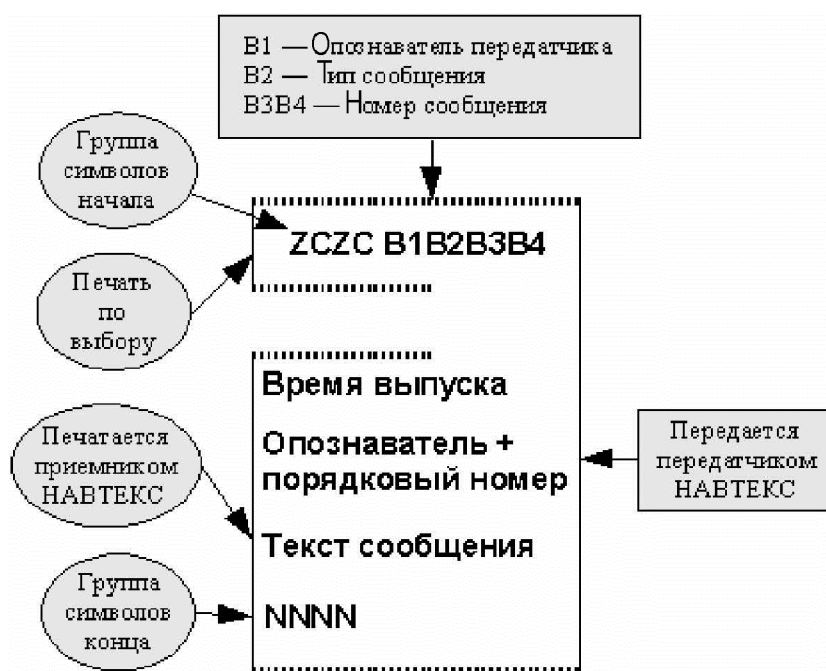 B1 — Опознаватель передатчика
B2 — Тип сообщения
B3B4 — Номер сообщения
Группа
символов
начала
ZCZC B1B2B3B4
Печать
по
выбору
Время выпуска
Опознаватель +
порядковый номер
Печатается
приемником
НАВТЕКС
Передается
передатчиком
НАВТЕКС
Текст сообщения
Группа
символов
конца
NNNN